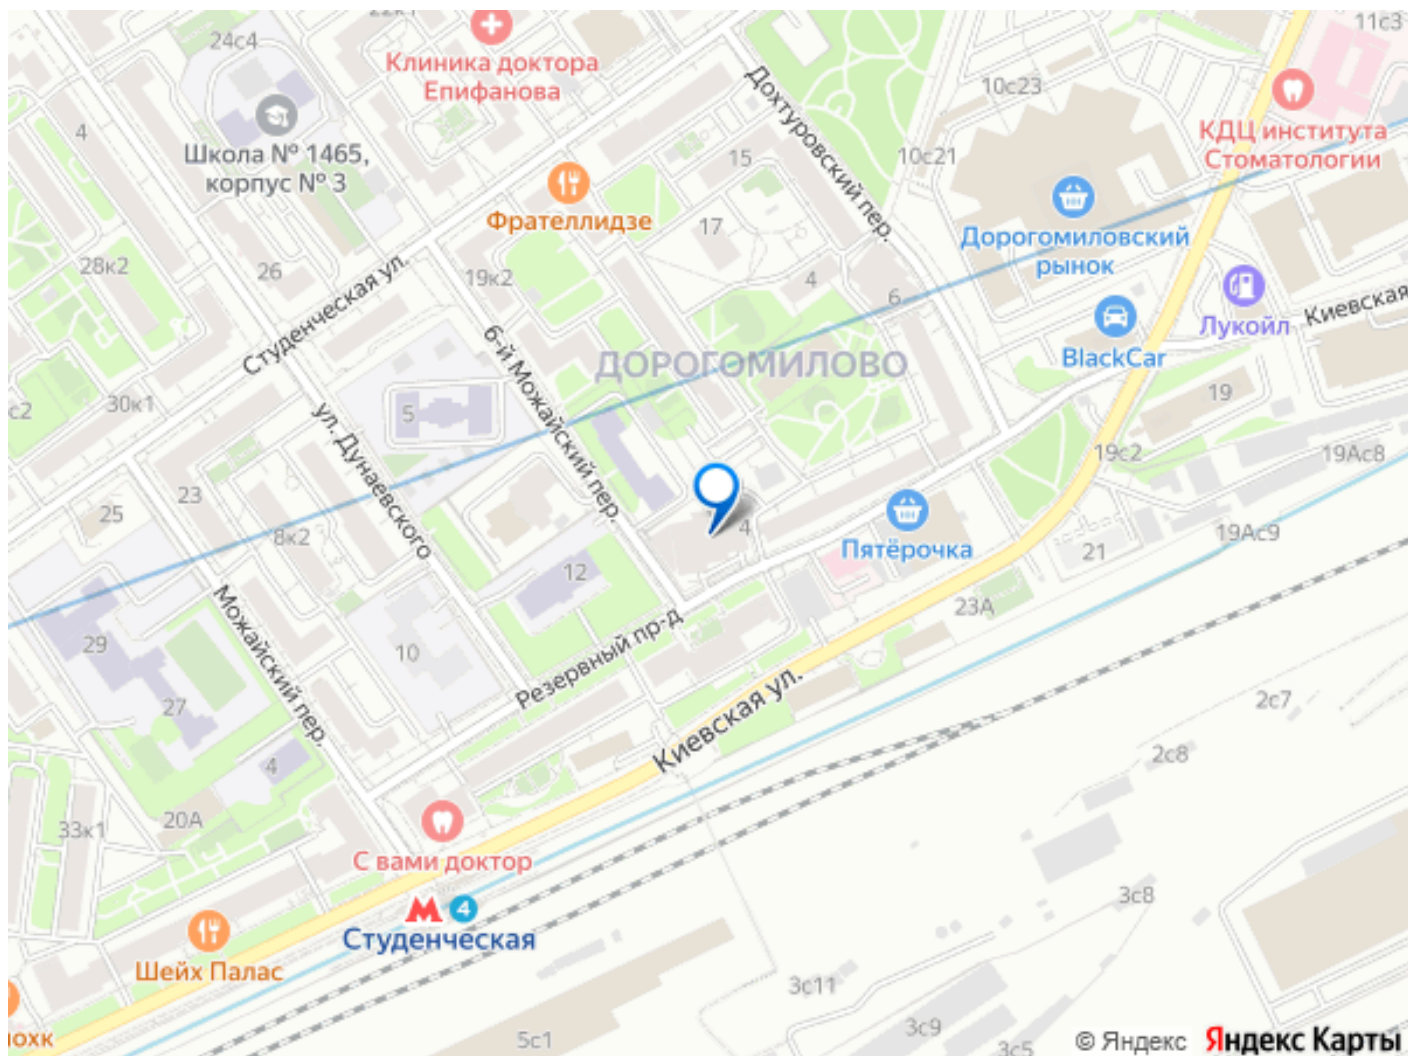 22к1
11с3
24с4
Клиника доктора
Епифанова
10с23
4
Школа № 1465,
корпус № 3
КДЦ института
Стоматологии
Дохтуровский пер.
10с21
15
Фрателлидзе
17
Дорогомиловский
рынок
28к2
26
19к2
4
6
Студенческая ул.
Лукойл
Киевская
BlackCar
6-й Можайский пер.
ДОРОГОМИЛОВО
30к1
с2
5
19
ул. Дунаевского
19с2
19Ас8
23
25
8к2
4
Пятёрочка
19Ас9
21
12
23А
Можайский пер.
Резервный пр-д
29
10
27
Киевская ул.
2с7
2с8
4
20А
33к1
С вами доктор
4
Студенческая
3с8
Шейх Палас
3с11
охк
5с1
3с9
3с5
© Яндекс
Яндекс Карты